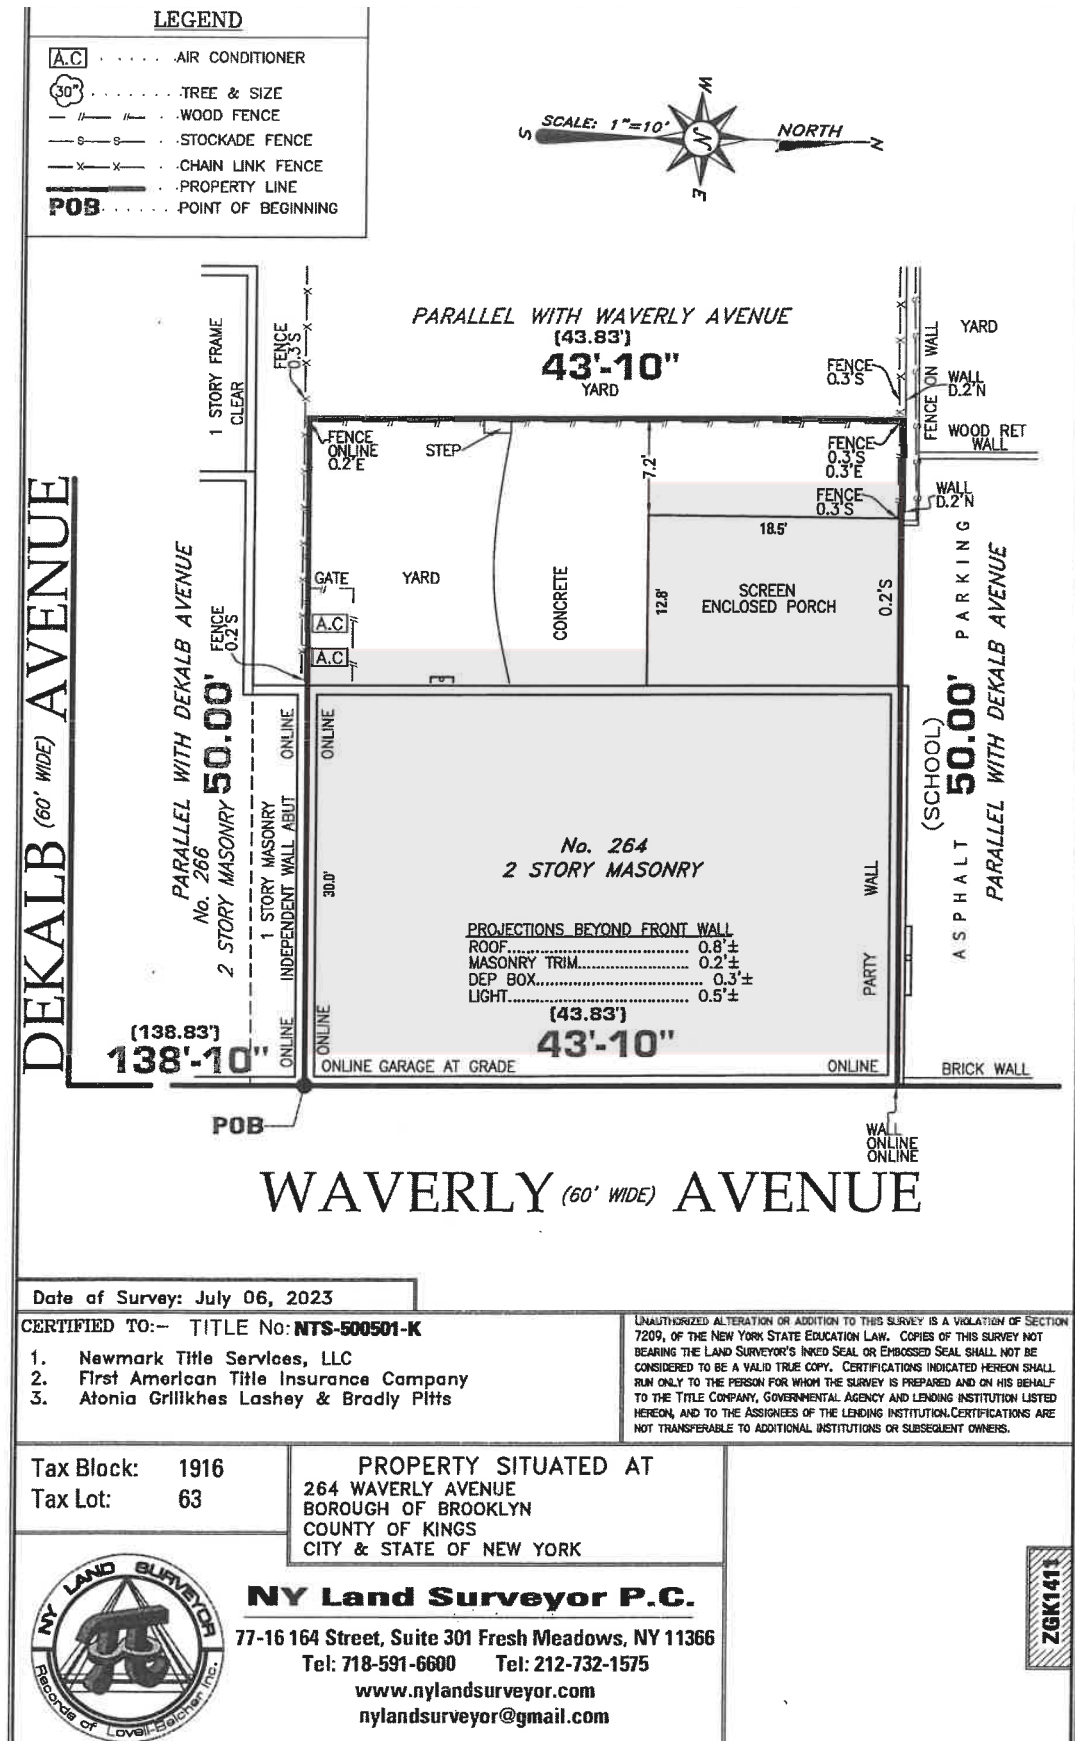 LEGEND
A.C ...... AIR CONDITIONER
30" ........ TREE & SIZE
WOOD FENCE
STOCKADE FENCE
CHAIN LINK FENCE
PROPERTY LINE
POB ...... POINT OF BEGINNING
W
S SCALE: 1"=10' N NORTH N
E
PARALLEL WITH WAVERLY AVENUE
(43.83')
43'-10"
YARD
1 STORY FRAME
CLEAR
FENCE
0.3'S
FENCE
0.3'S
FENCE ON WALL
YARD
WALL
D.2'N
WOOD RET
WALL
FENCE
ONLINE
0.2'E
STEP
7.2'
FENCE
0.3'S
0.3'E
FENCE
0.3'S
WALL
D.2'N
18.5'
GATE
YARD
CONCRETE
12.8'
SCREEN
ENCLOSED PORCH
0.2'S
A.C
A.C
FENCE
0.2'S
DEKALB (60' WIDE) AVENUE
PARALLEL WITH DEKALB AVENUE
50.00'
No. 266
2 STORY MASONRY
1 STORY MASONRY
INDEPENDENT WALL ABUT
ONLINE
ONLINE
ONLINE
ONLINE
30.0'
No. 264
2 STORY MASONRY
PROJECTIONS BEYOND FRONT WALL
ROOF.............................. 0.8'±
MASONRY TRIM.................. 0.2'±
DEP BOX........................... 0.3'±
LIGHT.............................. 0.5'±
(43.83')
43'-10"
PARTY WALL
(SCHOOL)
50.00'
ASPHALT PARKING
PARALLEL WITH DEKALB AVENUE
(138.83')
138'-10"
ONLINE GARAGE AT GRADE
ONLINE
BRICK WALL
POB
WALL
ONLINE
ONLINE
WAVERLY (60' WIDE) AVENUE
Date of Survey: July 06, 2023
CERTIFIED TO:- TITLE No: NTS-500501-K
1. Newmark Title Services, LLC
2. First American Title Insurance Company
3. Atonia Grilikhes Lashey & Bradly Pitts
UNAUTHORIZED ALTERATION OR ADDITION TO THIS SURVEY IS A VIOLATION OF SECTION
7209, OF THE NEW YORK STATE EDUCATION LAW. COPIES OF THIS SURVEY NOT
BEARING THE LAND SURVEYOR'S INKED SEAL OR EMBOSSED SEAL SHALL NOT BE
CONSIDERED TO BE A VALID TRUE COPY. CERTIFICATIONS INDICATED HEREON SHALL
RUN ONLY TO THE PERSON FOR WHOM THE SURVEY IS PREPARED AND ON HIS BEHALF
TO THE TITLE COMPANY, GOVERNMENTAL AGENCY AND LENDING INSTITUTION LISTED
HEREON, AND TO THE ASSIGNEES OF THE LENDING INSTITUTION. CERTIFICATIONS ARE
NOT TRANSFERABLE TO ADDITIONAL INSTITUTIONS OR SUBSEQUENT OWNERS.
Tax Block: 1916
Tax Lot: 63
PROPERTY SITUATED AT
264 WAVERLY AVENUE
BOROUGH OF BROOKLYN
COUNTY OF KINGS
CITY & STATE OF NEW YORK
NY LAND SURVEYOR
Records of Lovell-Belcher Inc.
NY Land Surveyor P.C.
77-16 164 Street, Suite 301 Fresh Meadows, NY 11366
Tel: 718-591-6600 Tel: 212-732-1575
www.nylandsurveyor.com
nylandsurveyor@gmail.com
ZGK1411